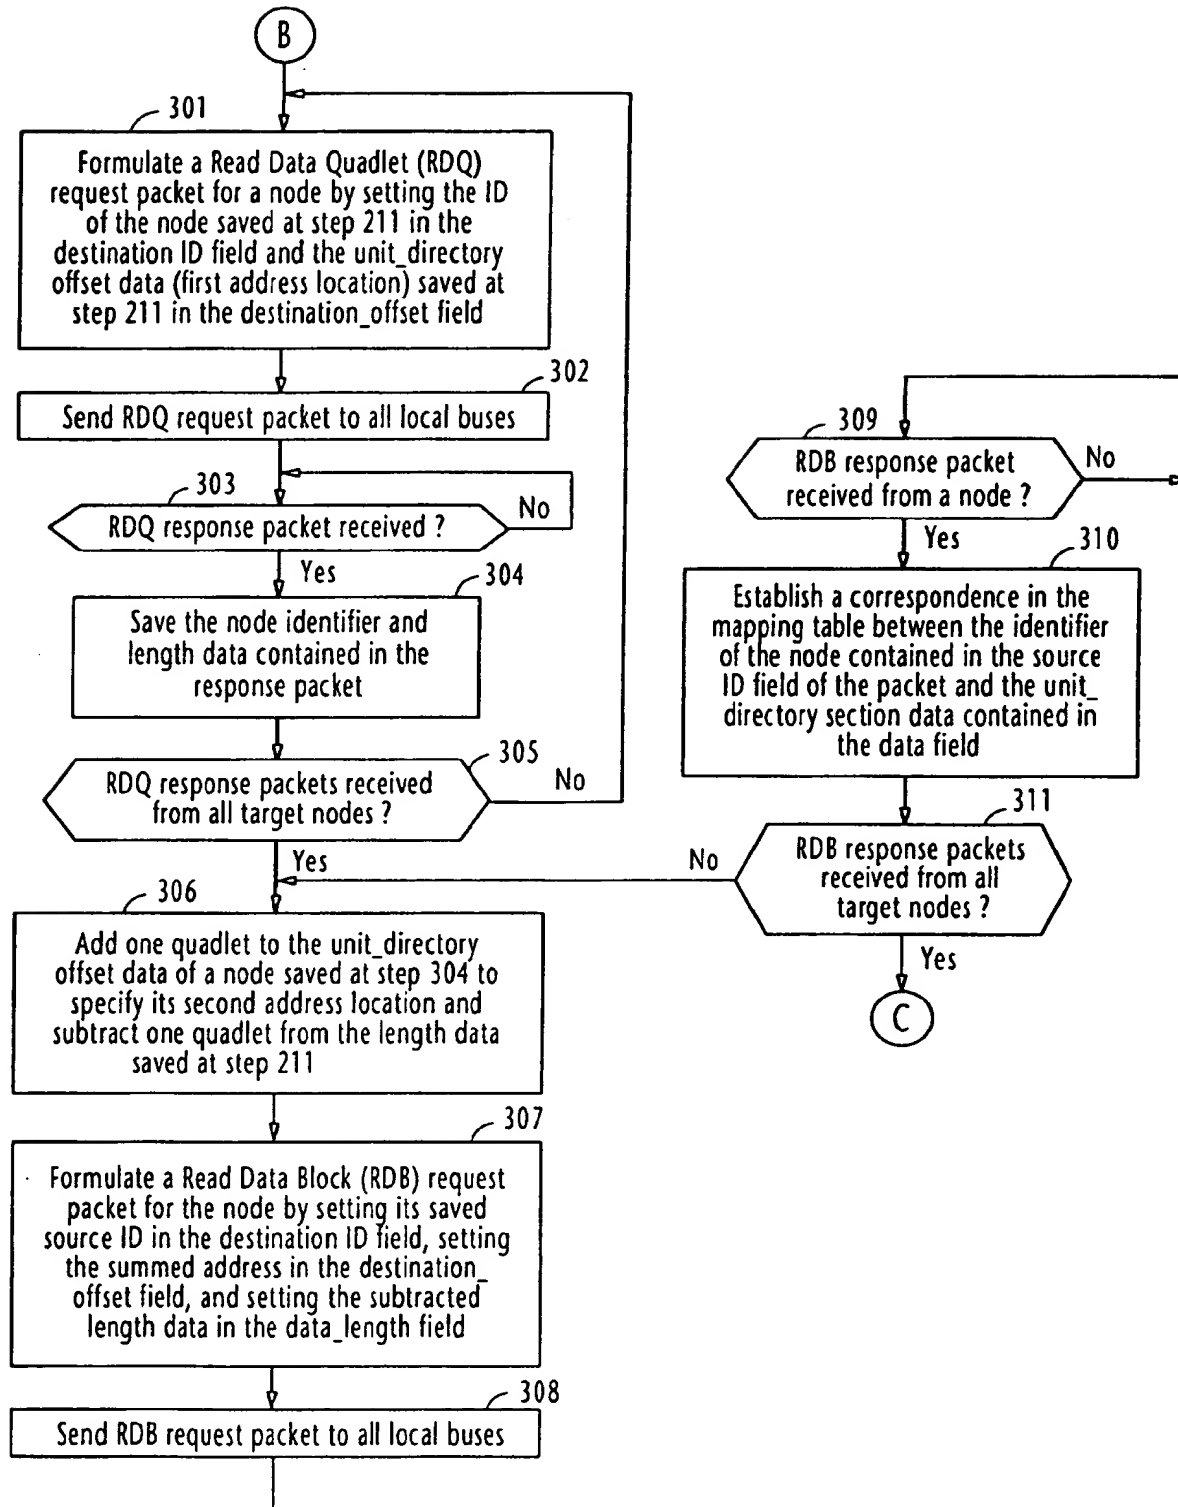 B
301
Formulate a Read Data Quadlet (RDQ)
request packet for a node by setting the ID
of the node saved at step 211 in the
destination ID field and the unit_directory
offset data (first address location) saved at
step 211 in the destination_offset field
302
Send RDQ request packet to all local buses
303
RDQ response packet received ?
No
Yes
304
Save the node identifier and
length data contained in the
response packet
305
RDQ response packets received
from all target nodes ?
No
Yes
306
Add one quadlet to the unit_directory
offset data of a node saved at step 304 to
specify its second address location and
subtract one quadlet from the length data
saved at step 211
307
Formulate a Read Data Block (RDB) request
packet for the node by setting its saved
source ID in the destination ID field, setting
the summed address in the destination_
offset field, and setting the subtracted
length data in the data_length field
308
Send RDB request packet to all local buses
309
RDB response packet
received from a node ?
No
Yes
310
Establish a correspondence in the
mapping table between the identifier
of the node contained in the source
ID field of the packet and the unit_
directory section data contained in
the data field
311
RDB response packets
received from all
target nodes ?
No
Yes
C